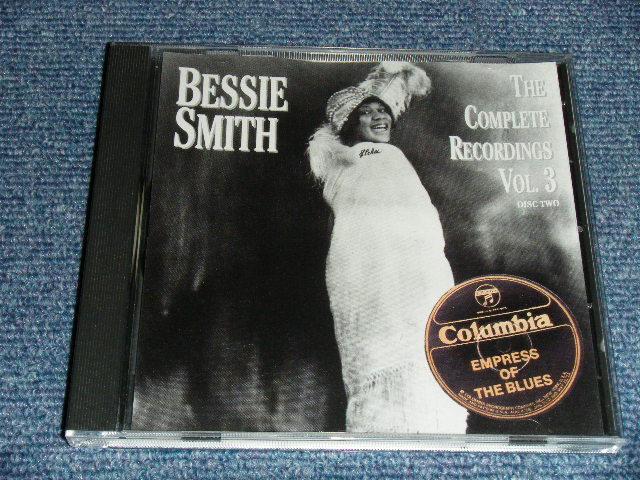 BESSIE
SMITH
THE
COMPLETE
RECORDINGS
VOL. 3
DISC TWO
Columbia
EMPRESS
OF
THE BLUES